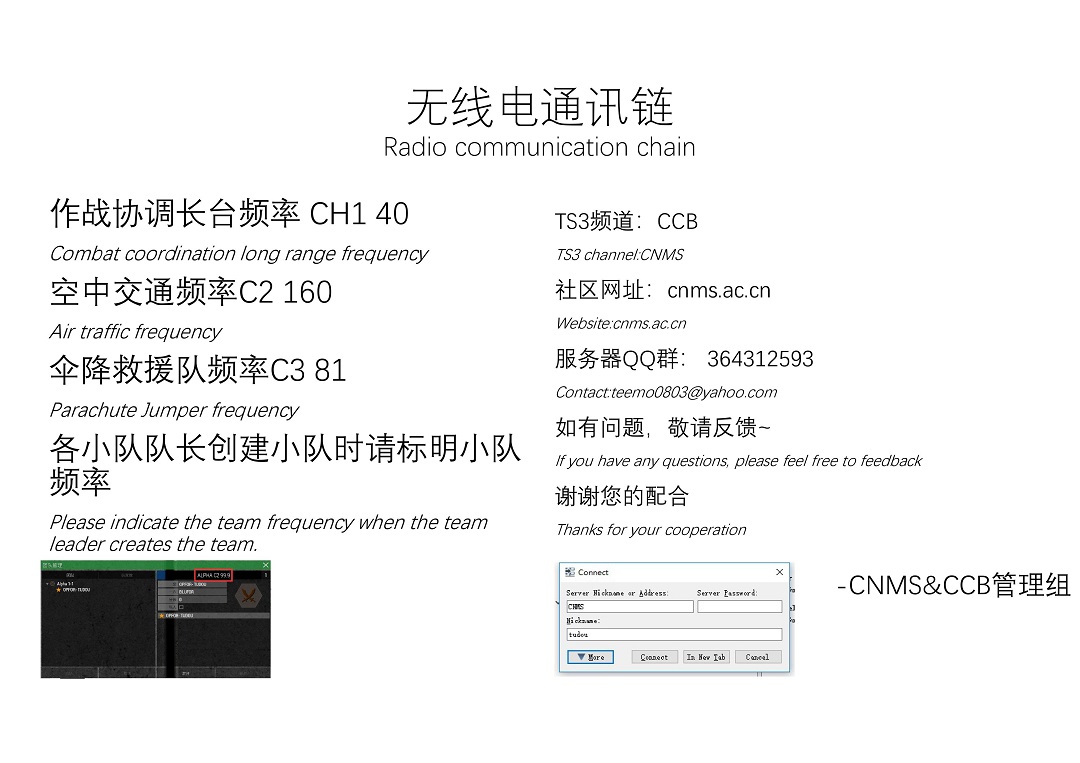 无线电通讯链
Radio communication chain
作战协调长台频率 CH1 40
Combat coordination long range frequency
空中交通频率C2 160
Air traffic frequency
伞降救援队频率C3 81
Parachute Jumper frequency
各小队队长创建小队时请标明小队
频率
Please indicate the team frequency when the team
leader creates the team.
ALPHA C2 99.9
Alpha 1-1
OPFOR- TUDOU
OPFOR- TUDOU
BLUFOR
OPFOR- TUDOU
TS3频道：CCB
TS3 channel:CNMS
社区网址：cnms.ac.cn
Website:cnms.ac.cn
服务器QQ群： 364312593
Contact:teemo0803@yahoo.com
如有问题，敬请反馈~
If you have any questions, please feel free to feedback
谢谢您的配合
Thanks for your cooperation
Connect
Server Nickname or Address: Server Password:
CNMS
Nickname:
tudou
More Connect In New Tab Cancel
-CNMS&CCB管理组